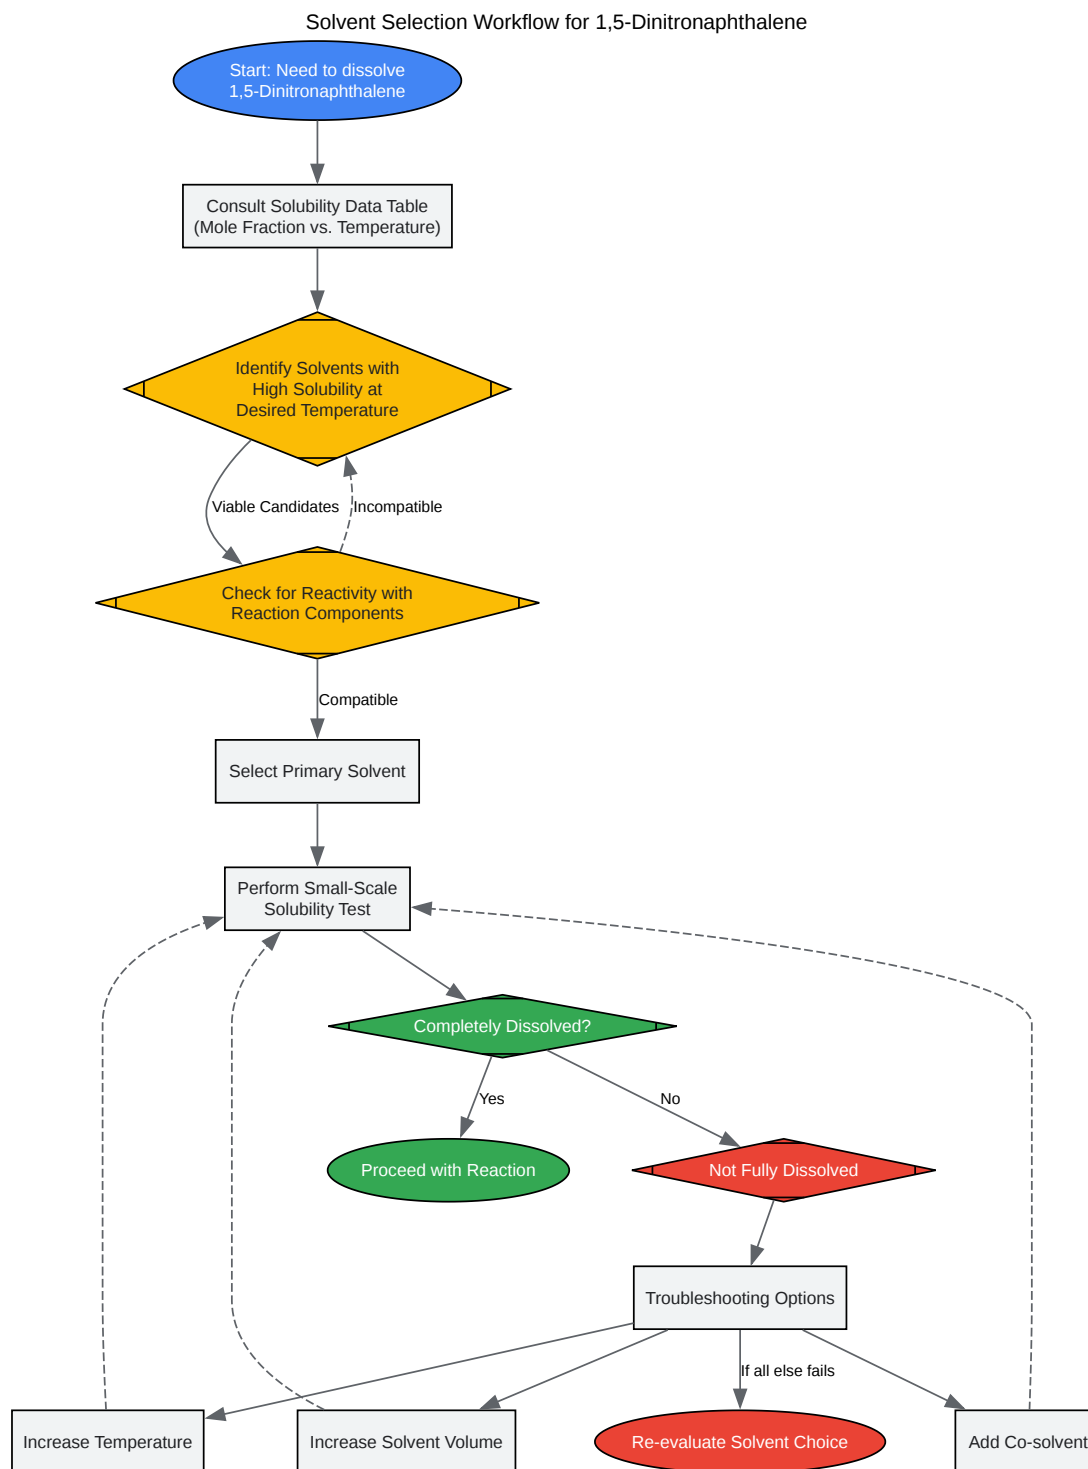 Solvent Selection Workflow for 1,5-Dinitronaphthalene
Start: Need to dissolve
1,5-Dinitronaphthalene
Consult Solubility Data Table
(Mole Fraction vs. Temperature)
Identify Solvents with
High Solubility at
Desired Temperature
Viable Candidates
Incompatible
Check for Reactivity with
Reaction Components
Compatible
Select Primary Solvent
Perform Small-Scale
Solubility Test
Completely Dissolved?
Yes
No
Proceed with Reaction
Not Fully Dissolved
Troubleshooting Options
If all else fails
Increase Temperature
Increase Solvent Volume
Re-evaluate Solvent Choice
Add Co-solvent